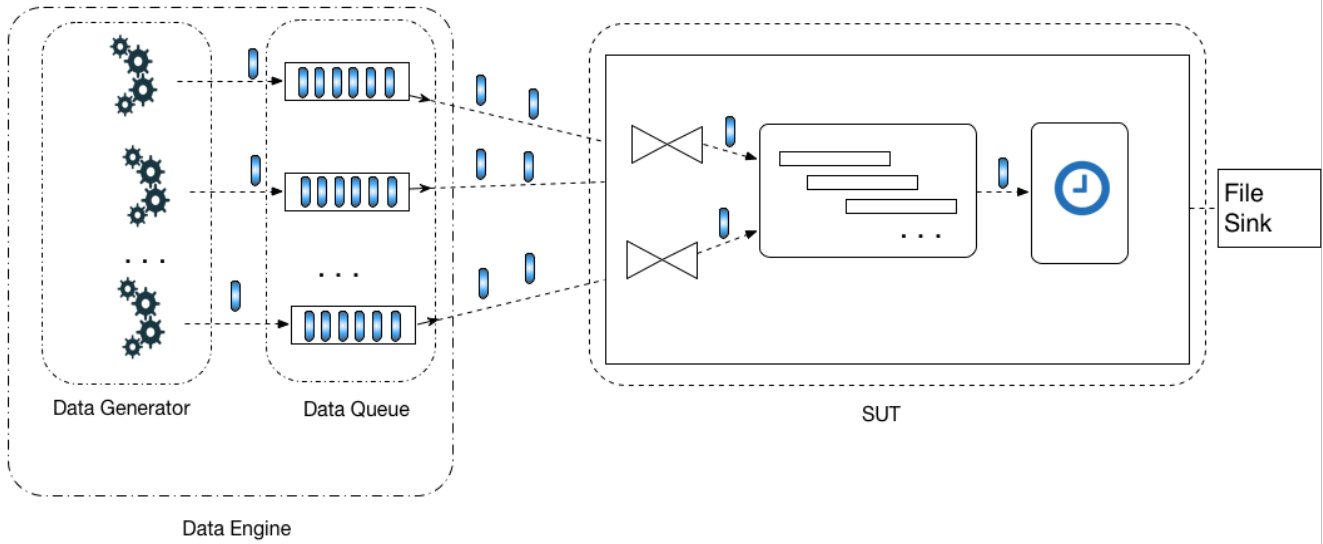 . . .
. . .
. . .
File
Sink
Data Generator
Data Queue
SUT
Data Engine